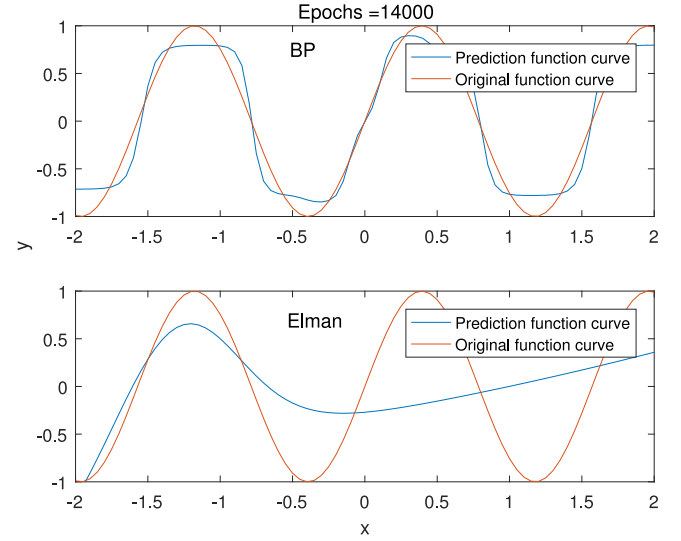 Epochs =14000
BP
Prediction function curve
Original function curve
1
0.5
0
-0.5
-1
-2 -1.5 -1 -0.5 0 0.5 1 1.5 2
y
Elman
Prediction function curve
Original function curve
1
0.5
0
-0.5
-1
-2 -1.5 -1 -0.5 0 0.5 1 1.5 2
x